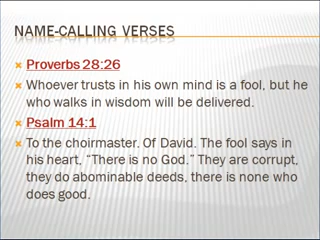 NAME-CALLING VERSES
Proverbs 28:26
Whoever trusts in his own mind is a fool, but he
who walks in wisdom will be delivered.
Psalm 14:1
To the choirmaster. Of David. The fool says in
his heart, “There is no God.” They are corrupt,
they do abominable deeds, there is none who
does good.